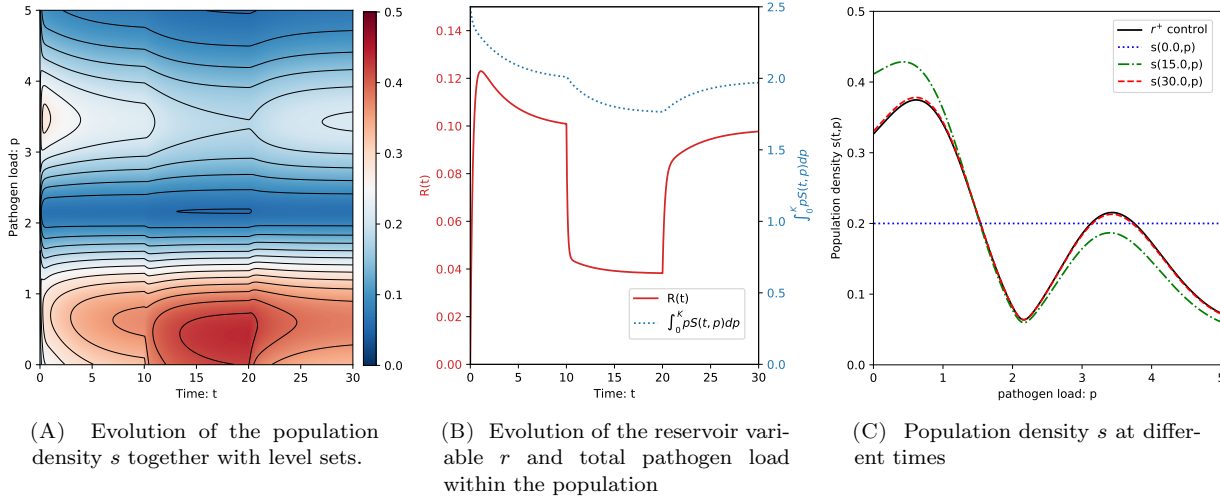 5
4
3
2
1
0
Pathogen load: p
0
5
10
15
20
25
30
Time: t
0.5
0.4
0.3
0.2
0.1
0.0
0.14
0.12
0.10
0.08
0.06
0.04
0.02
0.00
R(t)
0
5
10
15
20
25
30
Time: t
2.5
2.0
1.5
1.0
0.5
0.0
∫₀ᴷpS(t, p)dp
R(t)
∫₀ᴷpS(t, p)dp
0.5
0.4
0.3
0.2
0.1
0.0
Population density s(t,p)
0
1
2
3
4
5
pathogen load: p
r⁺ control
s(0.0,p)
s(15.0,p)
s(30.0,p)
(A) Evolution of the population
density s together with level sets.
(B) Evolution of the reservoir vari-
able r and total pathogen load
within the population
(C) Population density s at differ-
ent times